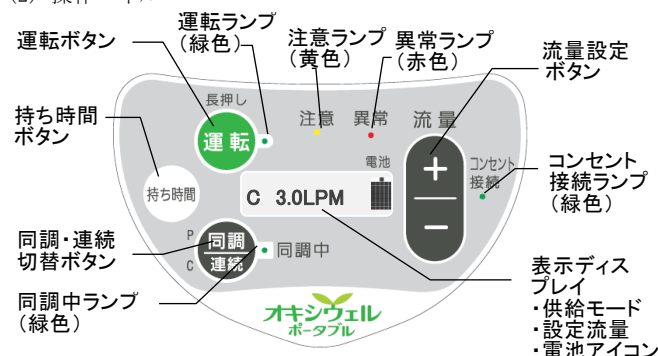 運転ボタン
運転ランプ
（緑色）
注意ランプ
（黄色）
異常ランプ
（赤色）
流量設定
ボタン
持ち時間
ボタン
長押し
運転
注意
異常
流量
電池
コンセント
接続
コンセント
接続ランプ
（緑色）
持ち時間
C 3.0LPM
P
C
同調
連続
同調中
同調・連続
切替ボタン
同調中ランプ
（緑色）
オキシウェル
ポータブル
表示ディス
プレイ
・供給モード
・設定流量
・電池アイコン